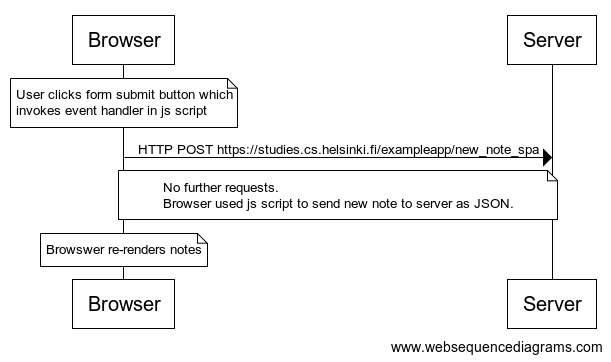 Browser
Server
User clicks form submit button which
invokes event handler in js script
HTTP POST https://studies.cs.helsinki.fi/exampleapp/new_note_spa
No further requests.
Browser used js script to send new note to server as JSON.
Browswer re-renders notes
Browser
Server
www.websequencediagrams.com